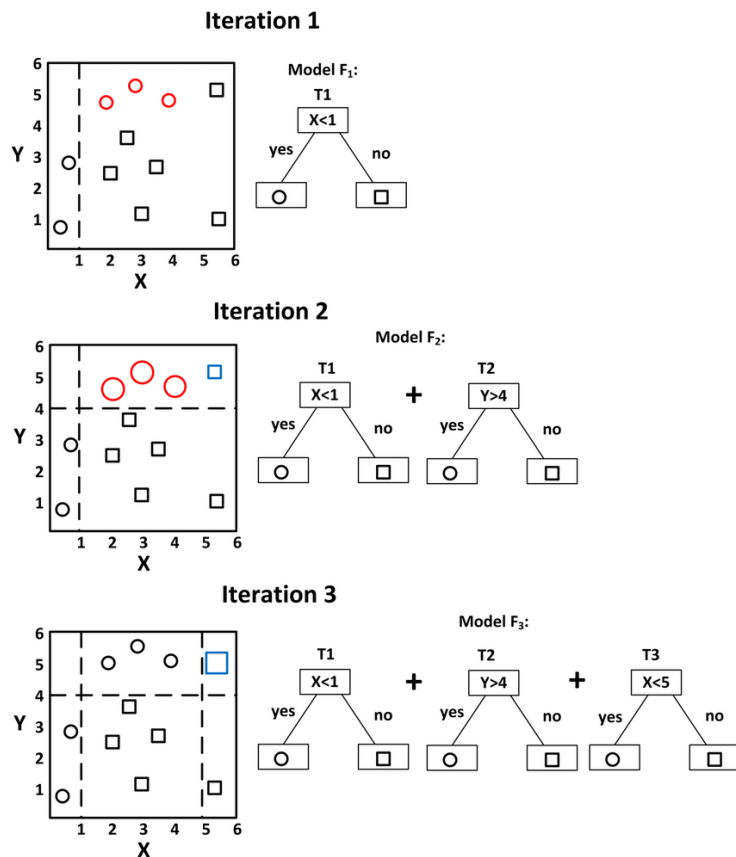 Iteration 1
Model F₁:
T1
X<1
yes
no
6
5
4
Y 3
2
1
1 2 3 4 5 6
X
Iteration 2
Model F₂:
T1 T2
X<1 + Y>4
yes no yes no
6
5
4
Y 3
2
1
1 2 3 4 5 6
X
Iteration 3
Model F₃:
T1 T2 T3
X<1 + Y>4 + X<5
yes no yes no yes no
6
5
4
Y 3
2
1
1 2 3 4 5 6
X